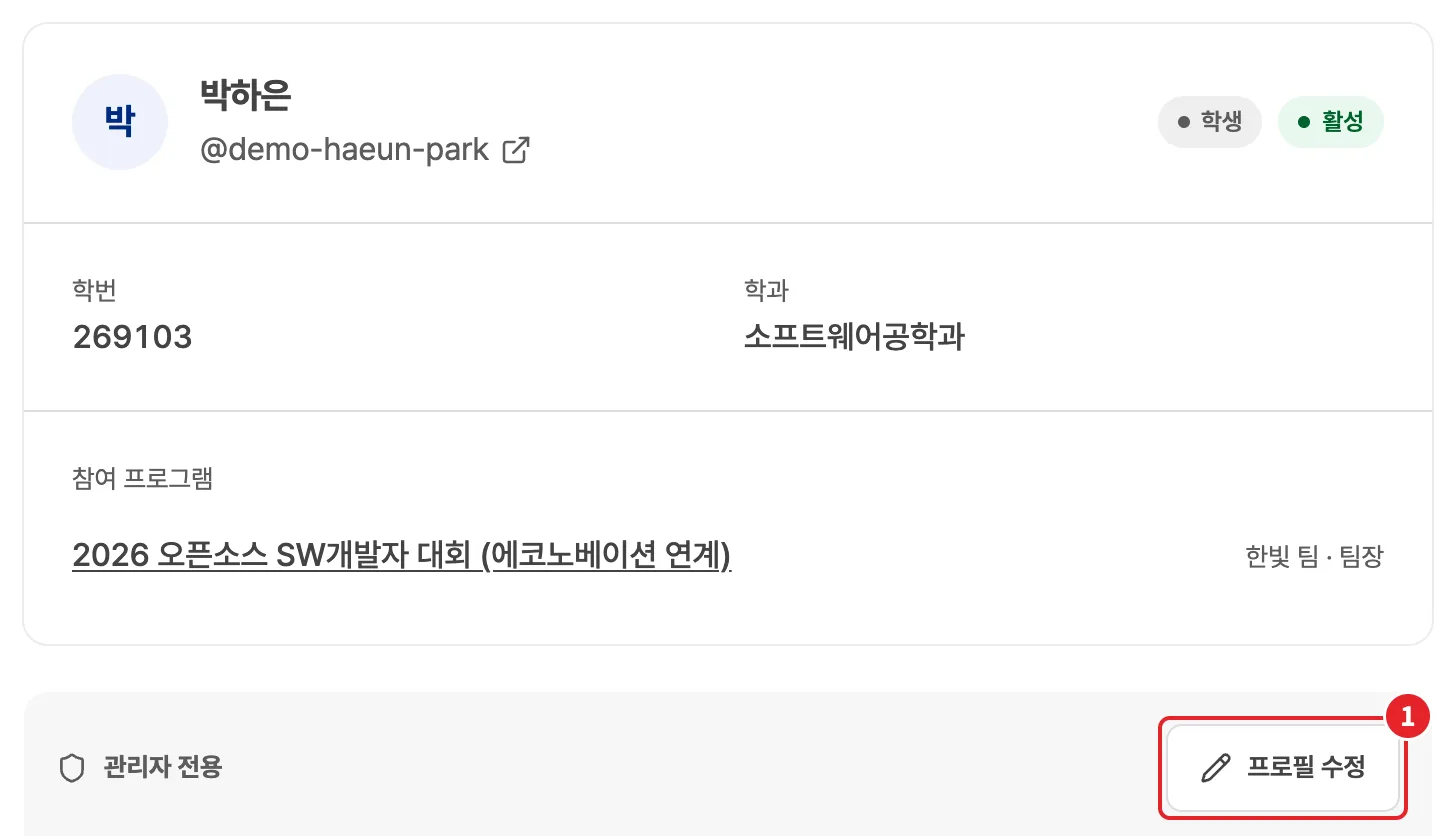 박
박하은
@demo-haeun-park
학생
활성
학번
269103
학과
소프트웨어공학과
참여 프로그램
2026 오픈소스 SW개발자 대회 (에코노베이션 연계)
한빛 팀 · 팀장
관리자 전용
프로필 수정
1